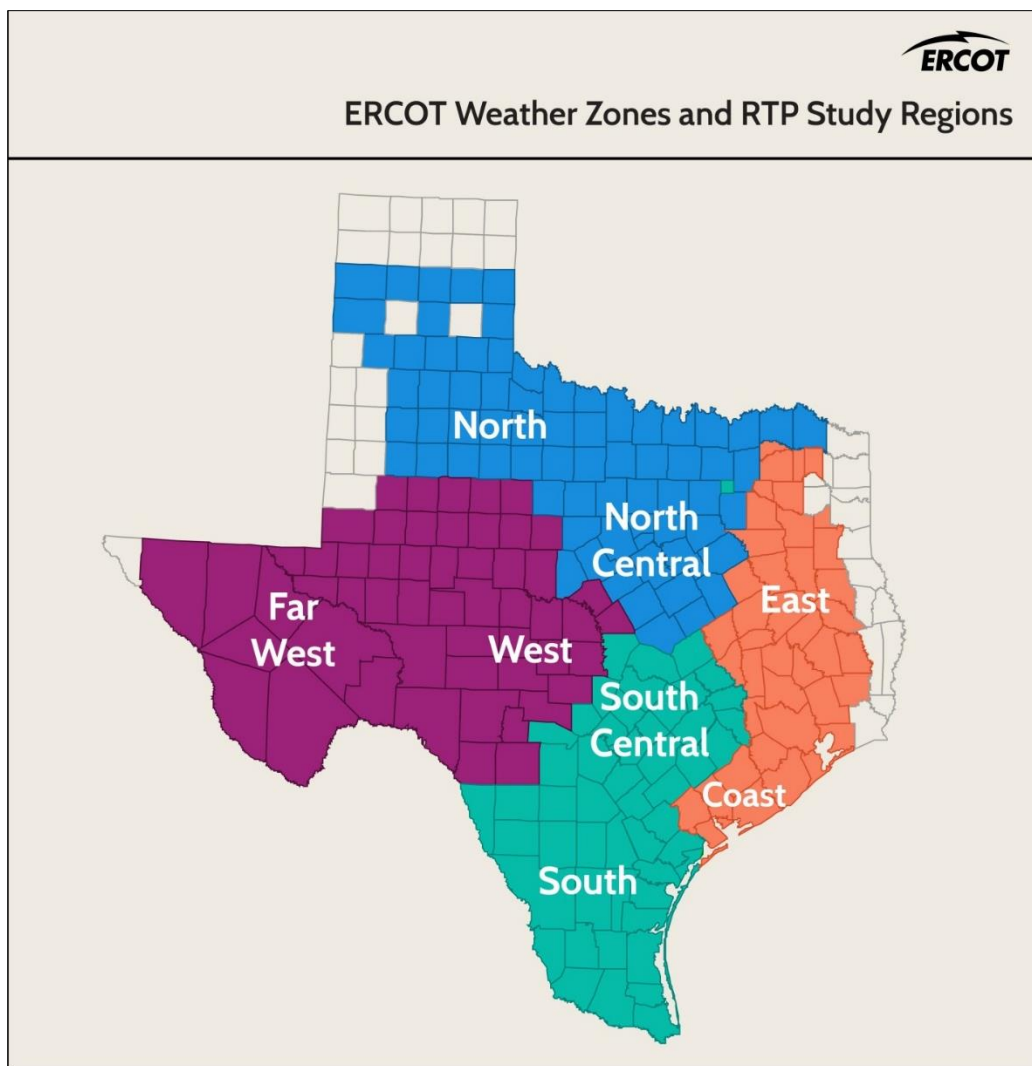 ERCOT
ERCOT Weather Zones and RTP Study Regions
North
North
Central
East
Far
West
West
South
Central
Coast
South